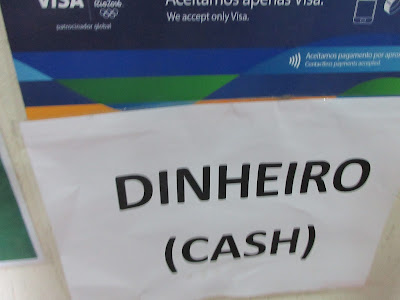 VISA
Rio2016
patrocinador global
Aceitamos apenas Visa.
We accept only Visa.
Aceitamos pagamento por apro
Contactless payments accepted
DINHEIRO
(CASH)